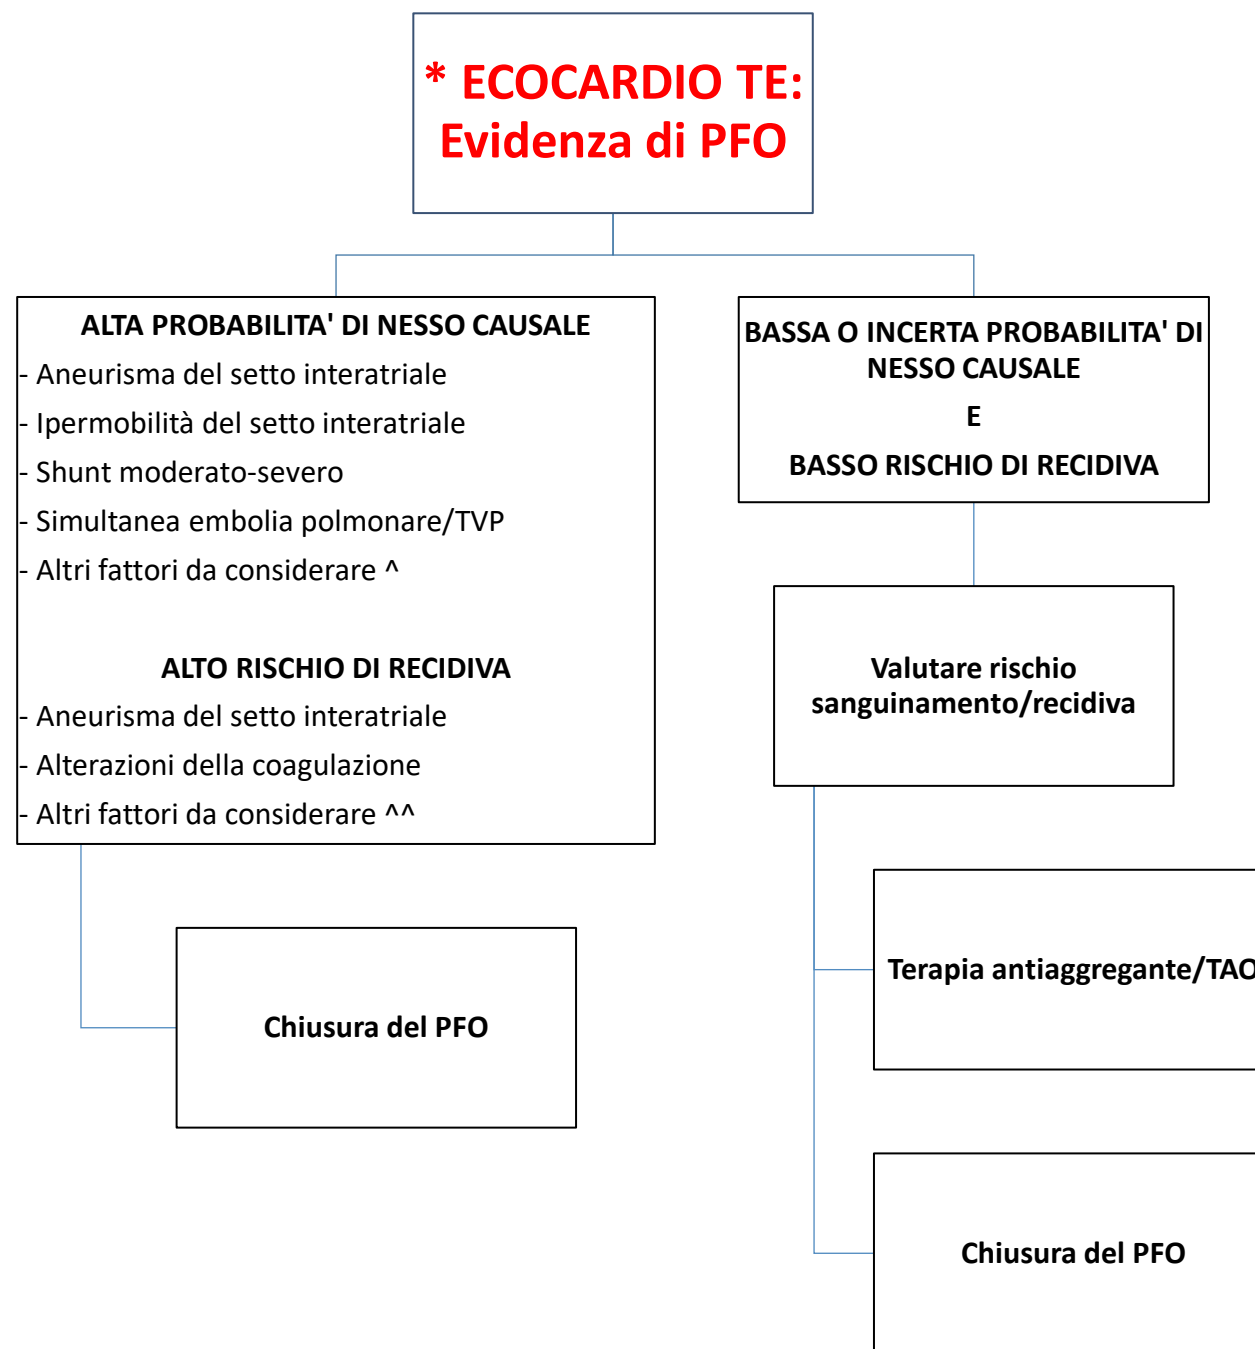 * ECOCARDIO TE:
Evidenza di PFO
ALTA PROBABILITA' DI NESSO CAUSALE
- Aneurisma del setto interatriale
- Ipermobilità del setto interatriale
- Shunt moderato-severo
- Simultanea embolia polmonare/TVP
- Altri fattori da considerare ^
ALTO RISCHIO DI RECIDIVA
- Aneurisma del setto interatriale
- Alterazioni della coagulazione
- Altri fattori da considerare ^^
Chiusura del PFO
BASSA O INCERTA PROBABILITA' DI
NESSO CAUSALE
E
BASSO RISCHIO DI RECIDIVA
Valutare rischio
sanguinamento/recidiva
Terapia antiaggregante/TAO
Chiusura del PFO